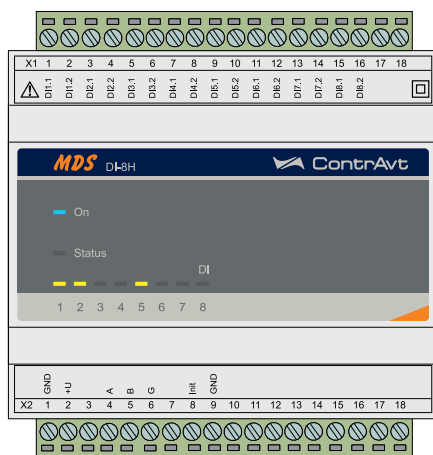 X1 1 2 3 4 5 6 7 8 9 10 11 12 13 14 15 16 17 18
DI1.1 DI1.2 DI2.1 DI2.2 DI3.1 DI3.2 DI4.1 DI4.2 DI5.1 DI5.2 DI6.1 DI6.2 DI7.1 DI7.2 DI8.1 DI8.2
MDS DI-8H ContrAvt
On
Status
DI
1 2 3 4 5 6 7 8
GND +U A B G Init GND
X2 1 2 3 4 5 6 7 8 9 10 11 12 13 14 15 16 17 18